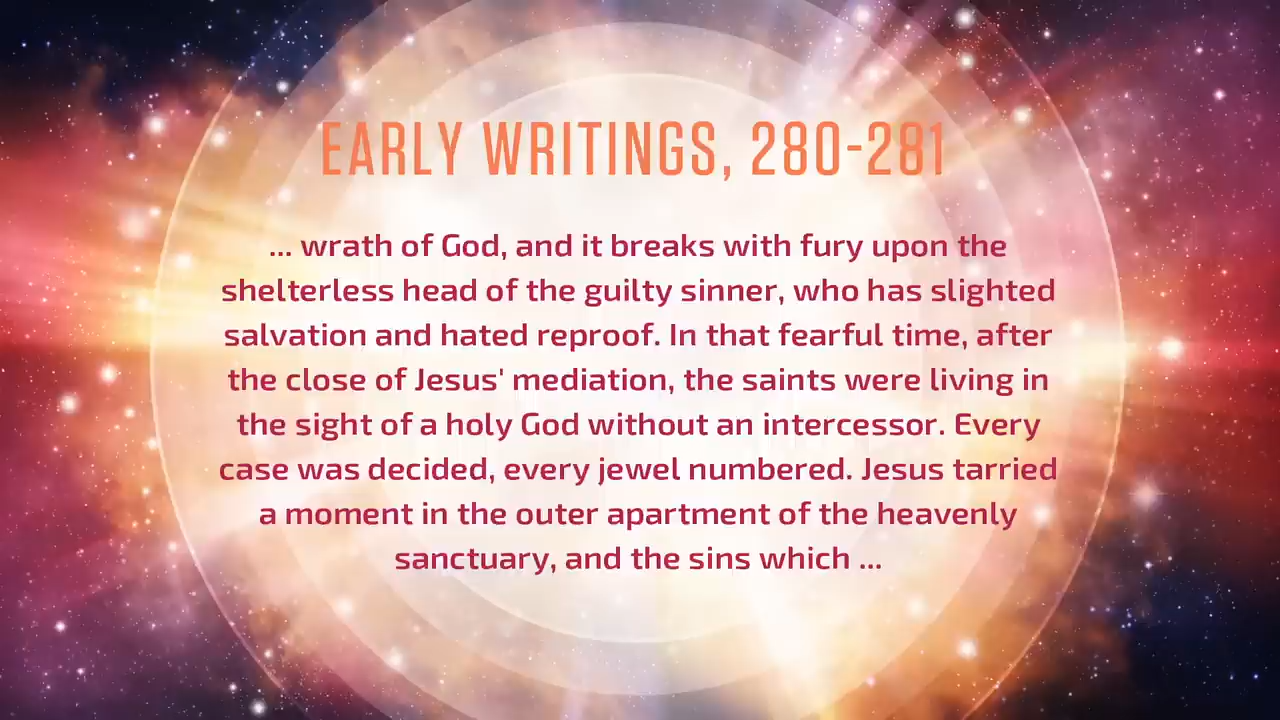 EARLY WRITINGS, 280-281
... wrath of God, and it breaks with fury upon the
shelterless head of the guilty sinner, who has slighted
salvation and hated reproof. In that fearful time, after
the close of Jesus' mediation, the saints were living in
the sight of a holy God without an intercessor. Every
case was decided, every jewel numbered. Jesus tarried
a moment in the outer apartment of the heavenly
sanctuary, and the sins which ...